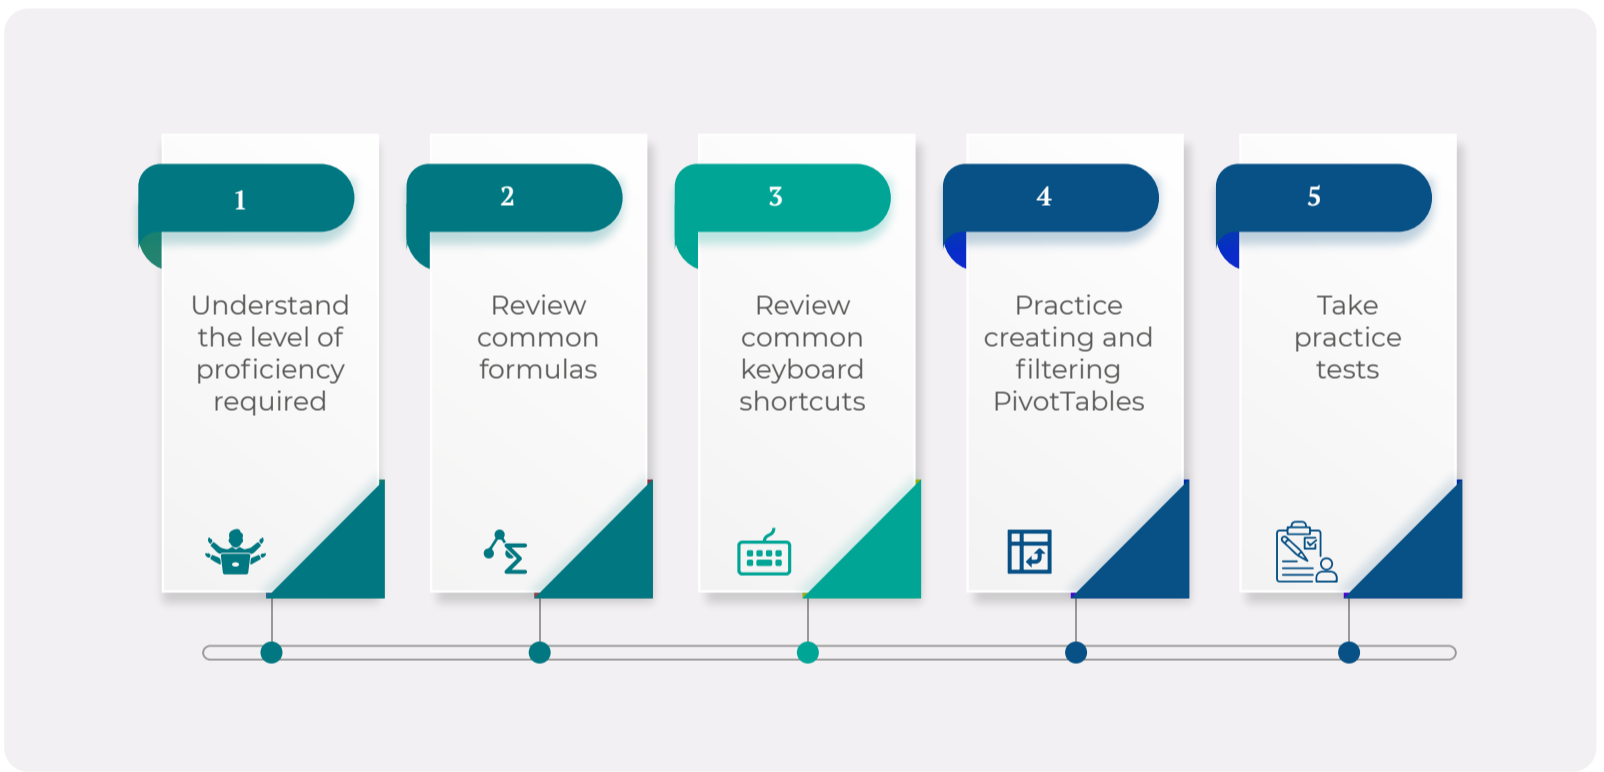 1
Understand
the level of
proficiency
required
2
Review
common
formulas
3
Review
common
keyboard
shortcuts
4
Practice
creating and
filtering
PivotTables
5
Take
practice
tests